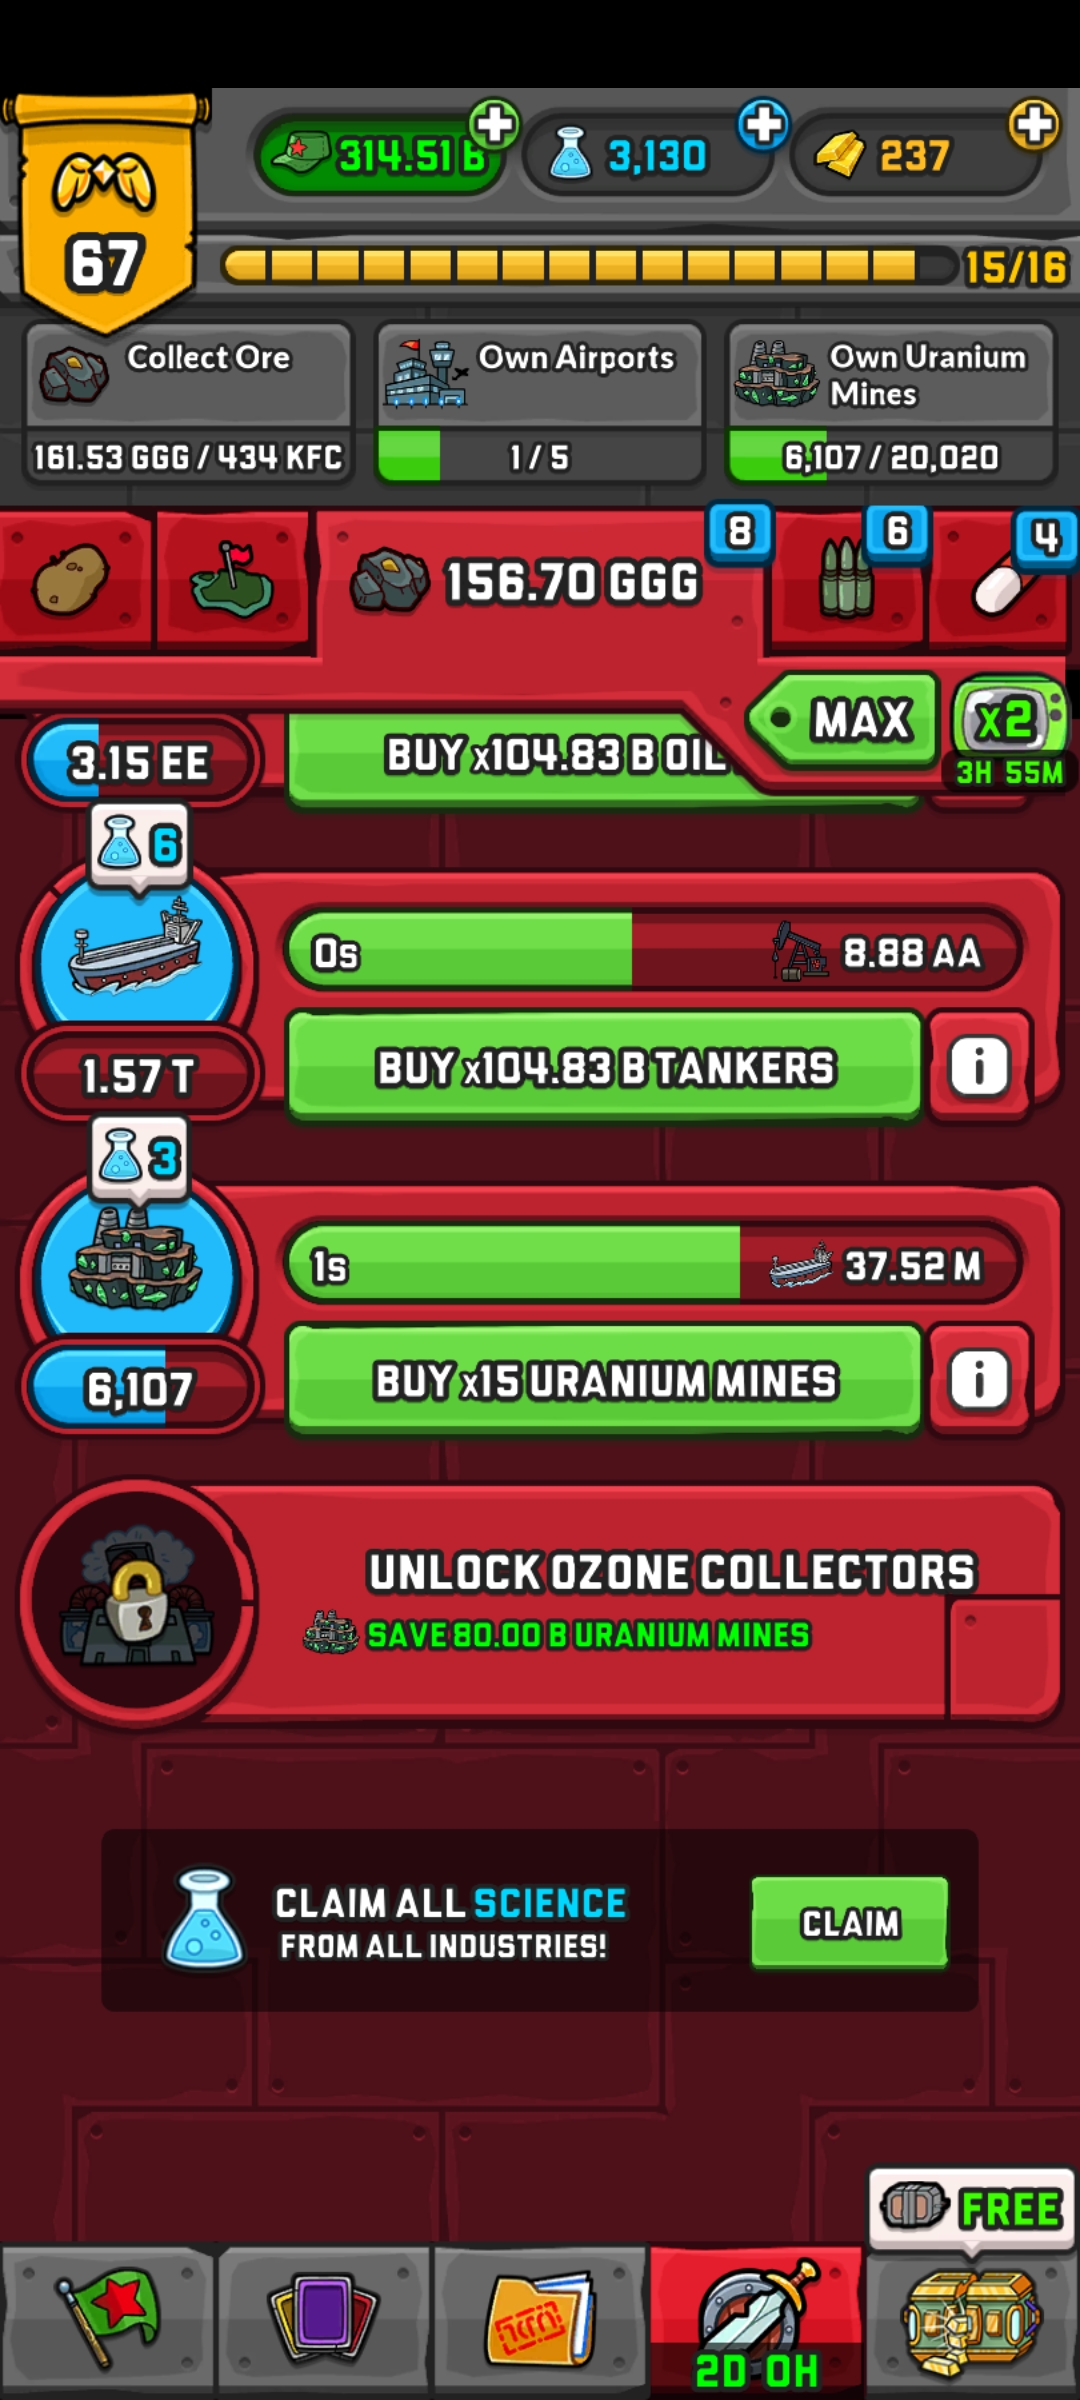 314.51 B
3,130
237
67
15/16
Collect Ore
161.53 GGG / 434 KFC
Own Airports
1 / 5
Own Uranium
Mines
6,107 / 20,020
156.70 GGG
8
6
4
MAX
x2
3H 55M
3.15 EE
BUY x104.83 B OIL
6
0s
8.88 AA
1.57 T
BUY x104.83 B TANKERS
i
3
1s
37.52 M
6,107
BUY x15 URANIUM MINES
i
UNLOCK OZONE COLLECTORS
SAVE 80.00 B URANIUM MINES
CLAIM ALL SCIENCE
FROM ALL INDUSTRIES!
CLAIM
FREE
2D 0H